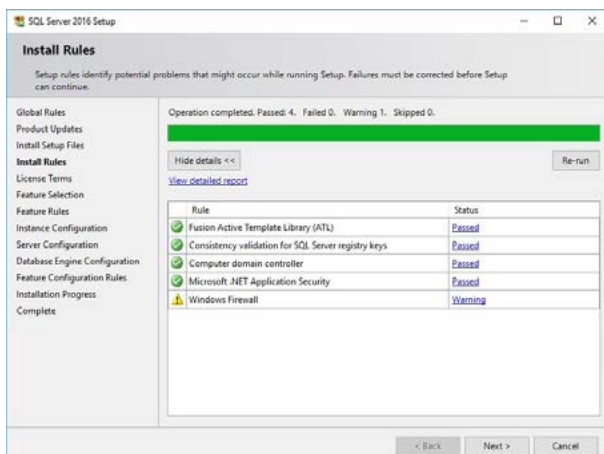 SQL Server 2016 Setup
Install Rules
Setup rules identify potential problems that might occur while running Setup. Failures must be corrected before Setup
can continue.
Global Rules
Product Updates
Install Setup Files
Install Rules
License Terms
Feature Selection
Feature Rules
Instance Configuration
Server Configuration
Database Engine Configuration
Feature Configuration Rules
Installation Progress
Complete
Operation completed. Passed: 4. Failed 0. Warning 1. Skipped 0.
Hide details <<
Re-run
View detailed report
Rule Status
Fusion Active Template Library (ATL) Passed
Consistency validation for SQL Server registry keys Passed
Computer domain controller Passed
Microsoft .NET Application Security Passed
Windows Firewall Warning
< Back Next > Cancel